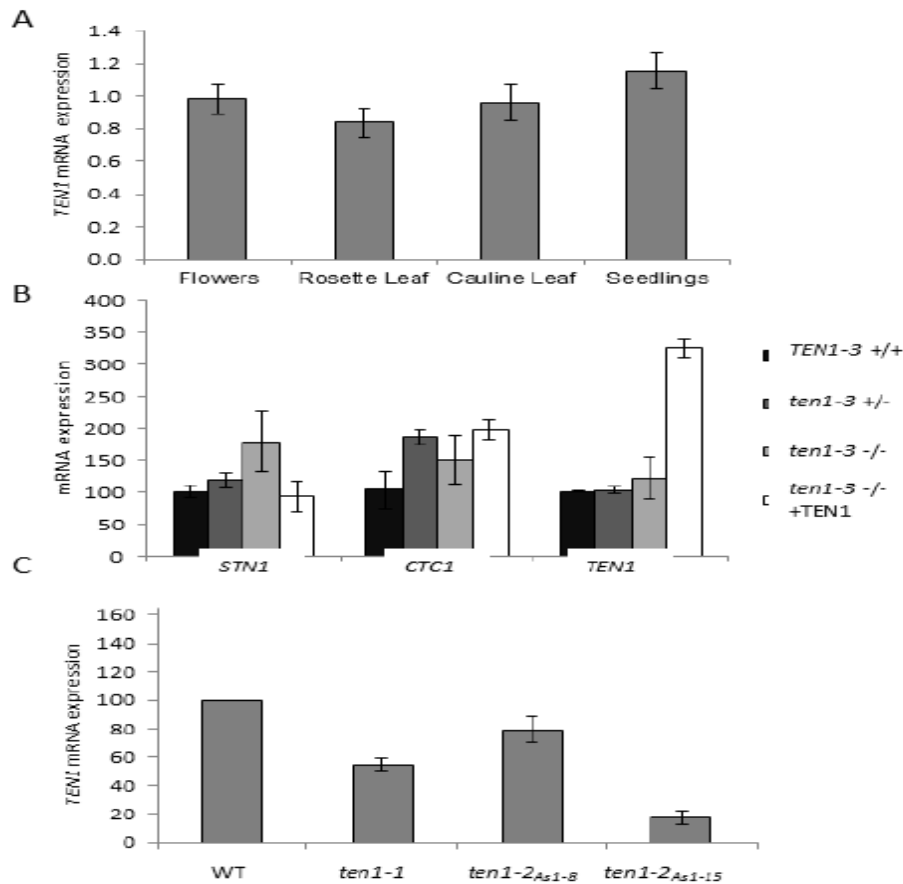 A
TEN1 mRNA expression
1.4
1.2
1.0
0.8
0.6
0.4
0.2
0.0
Flowers Rosette Leaf Cauline Leaf Seedlings
B
mRNA expression
400
350
300
250
200
150
100
50
0
STN1 CTC1 TEN1
TEN1-3 +/+
ten1-3 +/-
ten1-3 -/-
ten1-3 -/-
+TEN1
C
TEN1 mRNA expression
160
140
120
100
80
60
40
20
0
WT ten1-1 ten1-2As1-8 ten1-2As1-15